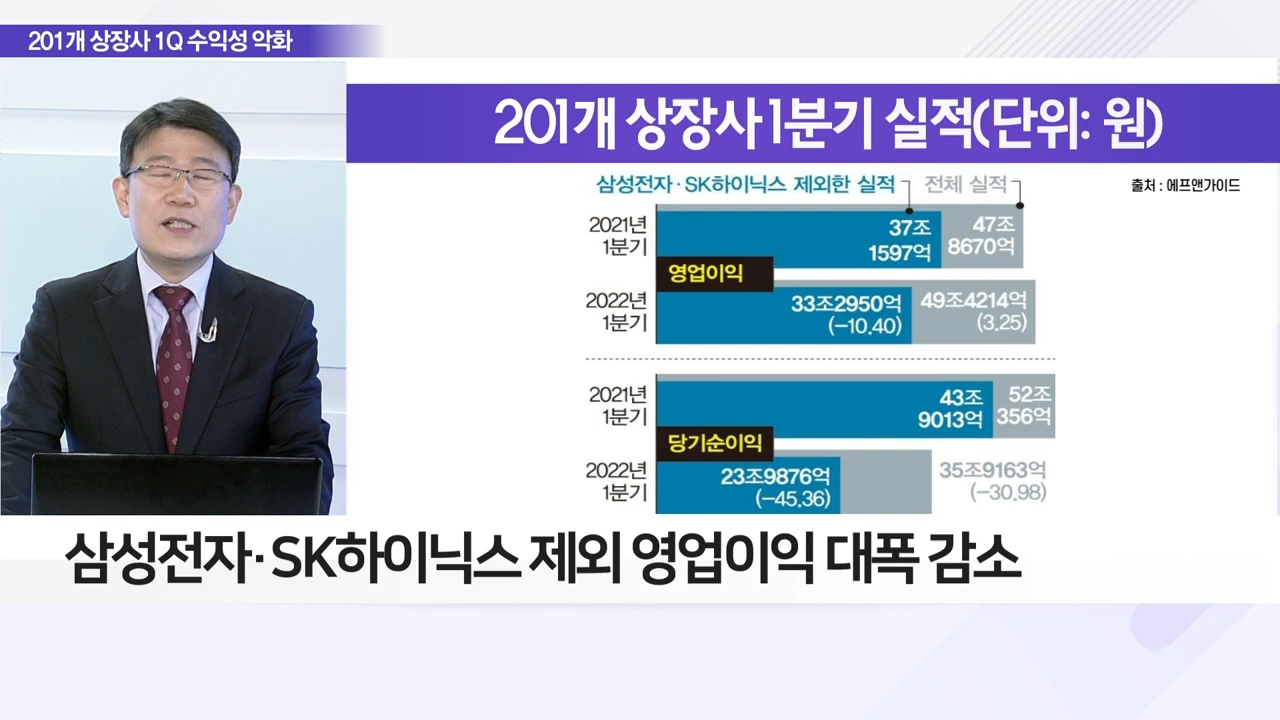 201개 상장사 1Q 수익성 악화
201개 상장사 1분기 실적(단위: 원)
삼성전자·SK하이닉스 제외한 실적
전체 실적
출처 : 에프앤가이드
2021년
1분기
37조
1597억
47조
8670억
영업이익
2022년
1분기
33조2950억
(-10.40)
49조4214억
(3.25)
2021년
1분기
43조
9013억
52조
356억
당기순이익
2022년
1분기
23조9876억
(-45.36)
35조9163억
(-30.98)
삼성전자·SK하이닉스 제외 영업이익 대폭 감소